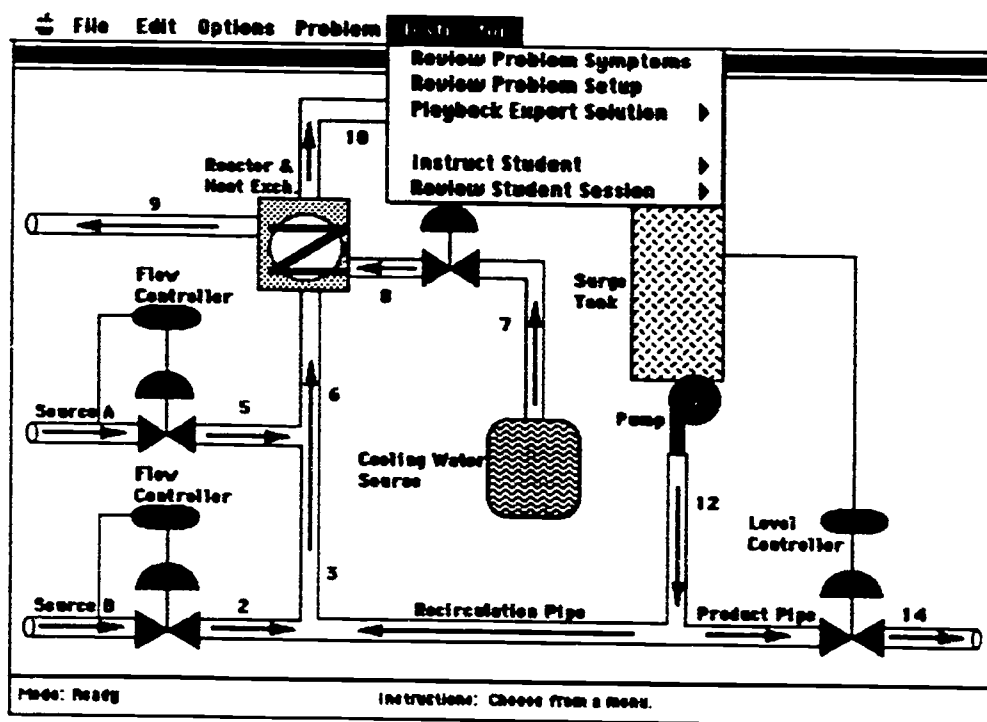 File Edit Options Problem Instructor
Review Problem Symptoms
Review Problem Setup
Playback Expert Solution
Instruct Student
Review Student Session
10
Reactor &
Heat Exch.
9
Flow
Controller
8
7
Surge
Tank
Source A
5
6
Pump
Cooling Water
Source
Flow
Controller
12
Level
Controller
Source B
2
3
Recirculation Pipe
Product Pipe
14
Mode: Ready
Instructions: Choose from a menu.